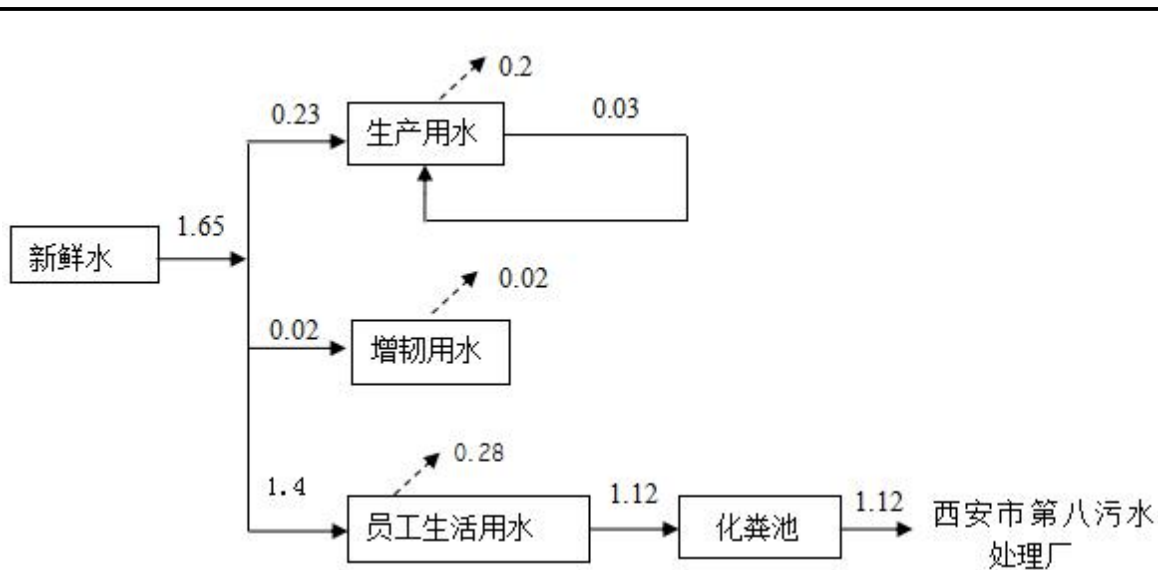 0.2
0.23
生产用水
0.03
新鲜水
1.65
0.02
0.02
增韧用水
0.28
1.4
员工生活用水
1.12
化粪池
1.12
西安市第八污水
处理厂